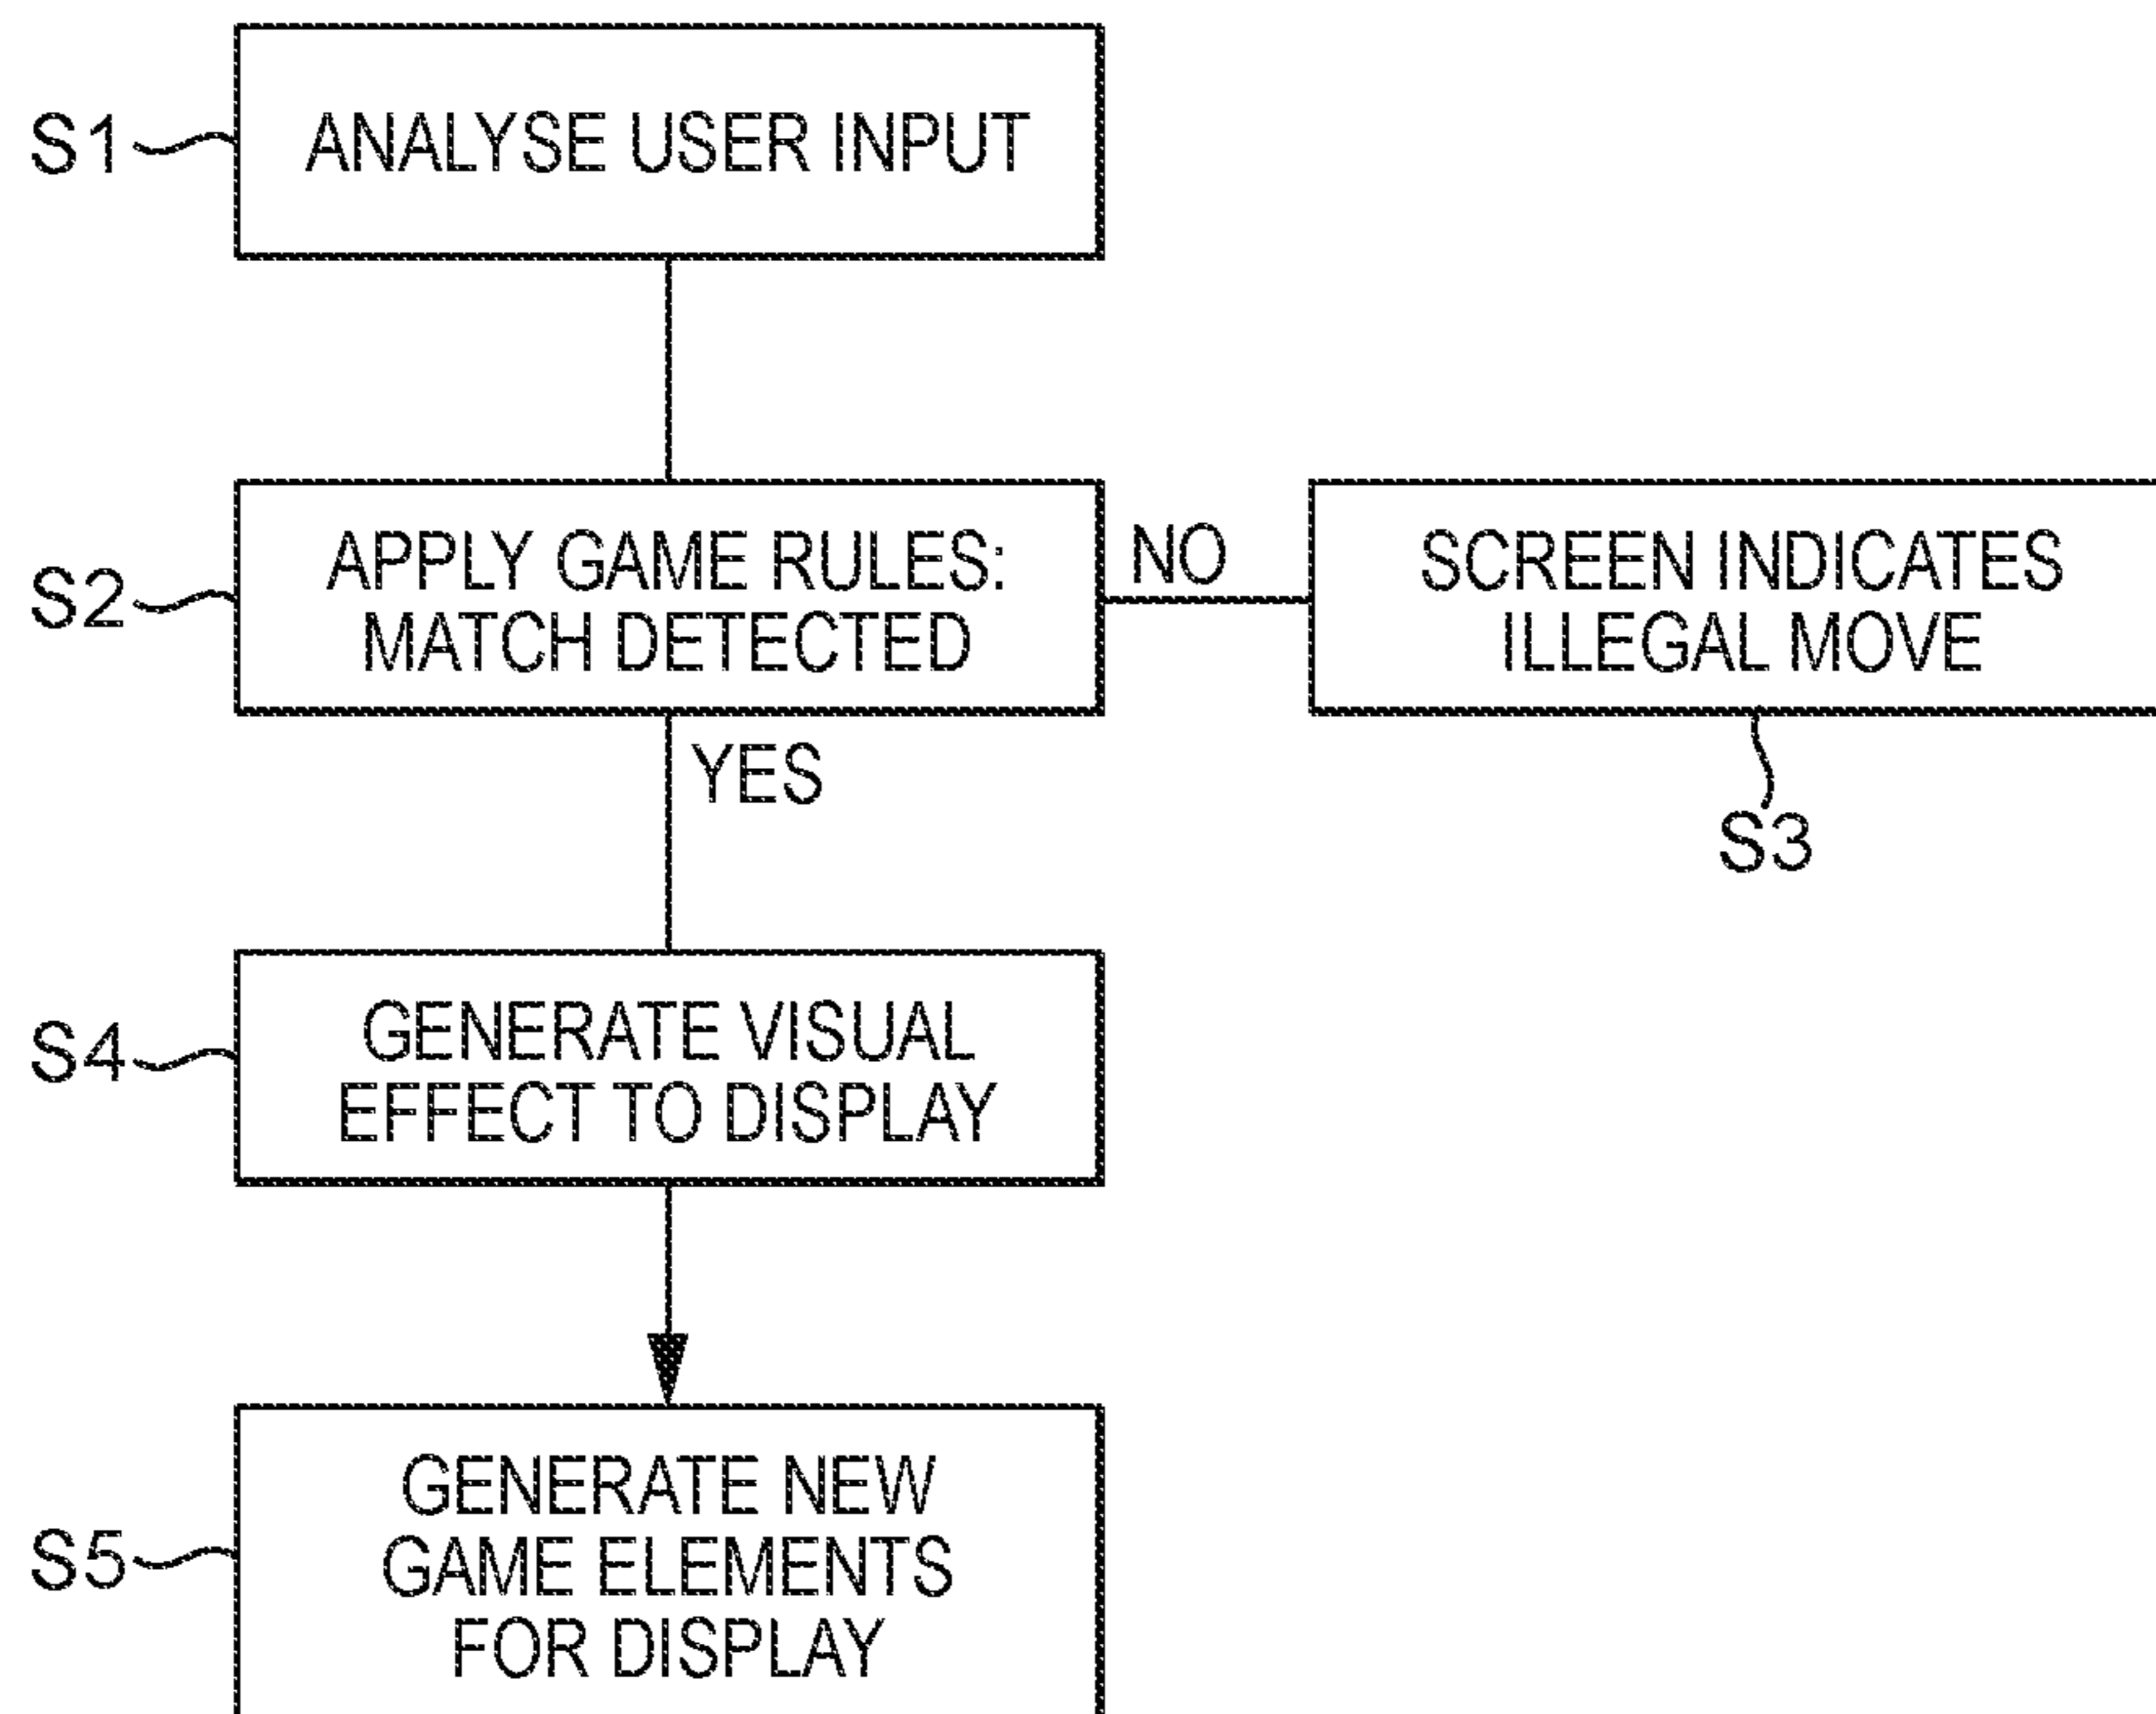 S1
ANALYSE USER INPUT
S2
APPLY GAME RULES:
MATCH DETECTED
NO
SCREEN INDICATES
ILLEGAL MOVE
YES
S3
S4
GENERATE VISUAL
EFFECT TO DISPLAY
S5
GENERATE NEW
GAME ELEMENTS
FOR DISPLAY